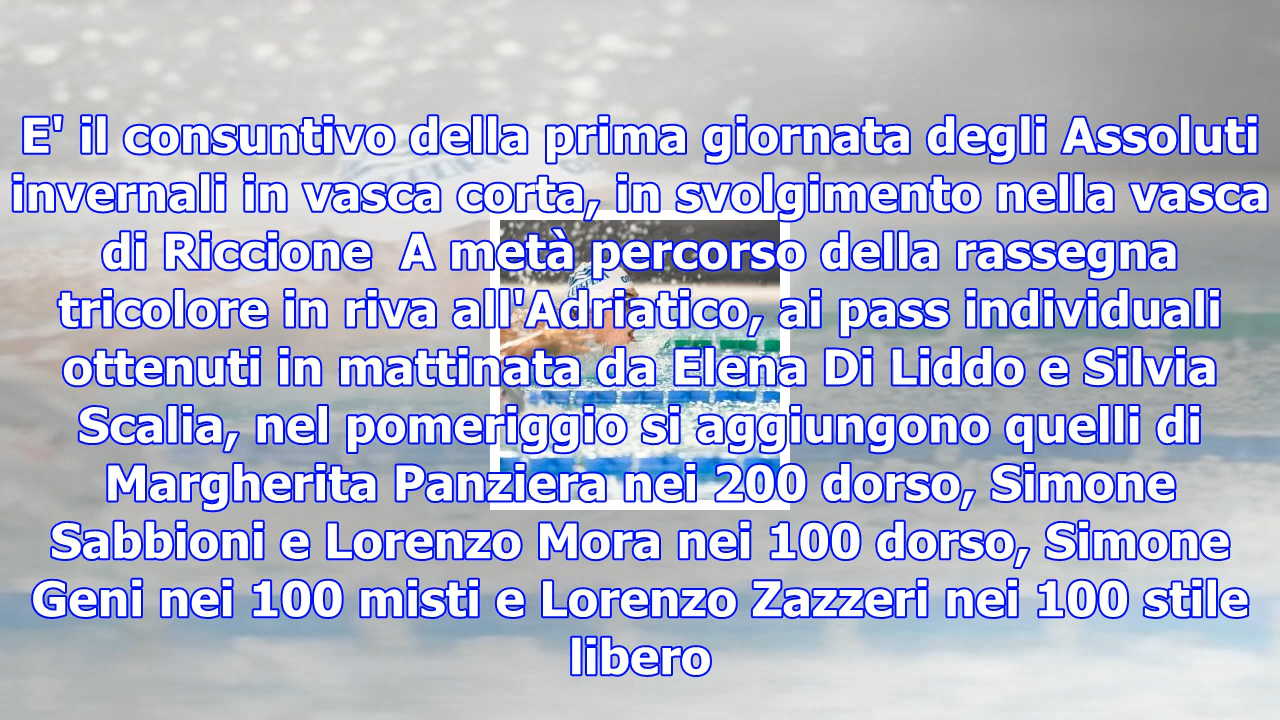 E' il consuntivo della prima giornata degli Assoluti
invernali in vasca corta, in svolgimento nella vasca
di Riccione  A metà percorso della rassegna
tricolore in riva all'Adriatico, ai pass individuali
ottenuti in mattinata da Elena Di Liddo e Silvia
Scalia, nel pomeriggio si aggiungono quelli di
Margherita Panziera nei 200 dorso, Simone
Sabbioni e Lorenzo Mora nei 100 dorso, Simone
Geni nei 100 misti e Lorenzo Zazzeri nei 100 stile
libero